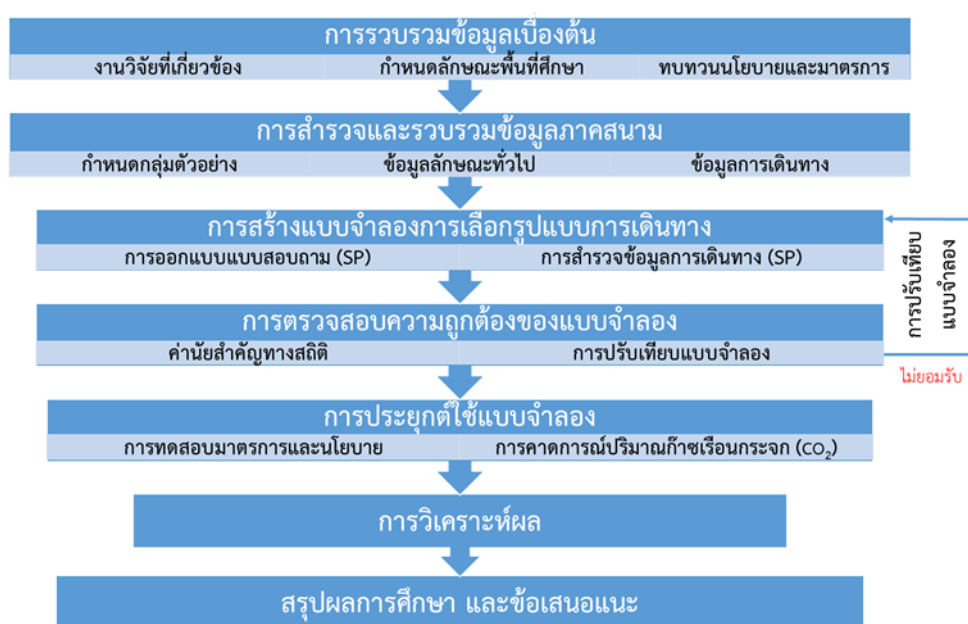 การรวบรวมข้อมูลเบื้องต้น
งานวิจัยที่เกี่ยวข้อง กำหนดลักษณะพื้นที่ศึกษา ทบทวนนโยบายและมาตรการ
การสำรวจและรวบรวมข้อมูลภาคสนาม
กำหนดกลุ่มตัวอย่าง ข้อมูลลักษณะทั่วไป ข้อมูลการเดินทาง
การสร้างแบบจำลองการเลือกรูปแบบการเดินทาง
การออกแบบแบบสอบถาม (SP) การสำรวจข้อมูลการเดินทาง (SP)
การปรับเทียบ
แบบจำลอง
การตรวจสอบความถูกต้องของแบบจำลอง
ค่านัยสำคัญทางสถิติ การปรับเทียบแบบจำลอง
ไม่ยอมรับ
การประยุกต์ใช้แบบจำลอง
การทดสอบมาตรการและนโยบาย การคาดการณ์ปริมาณก๊าซเรือนกระจก (CO₂)
การวิเคราะห์ผล
สรุปผลการศึกษา และข้อเสนอแนะ